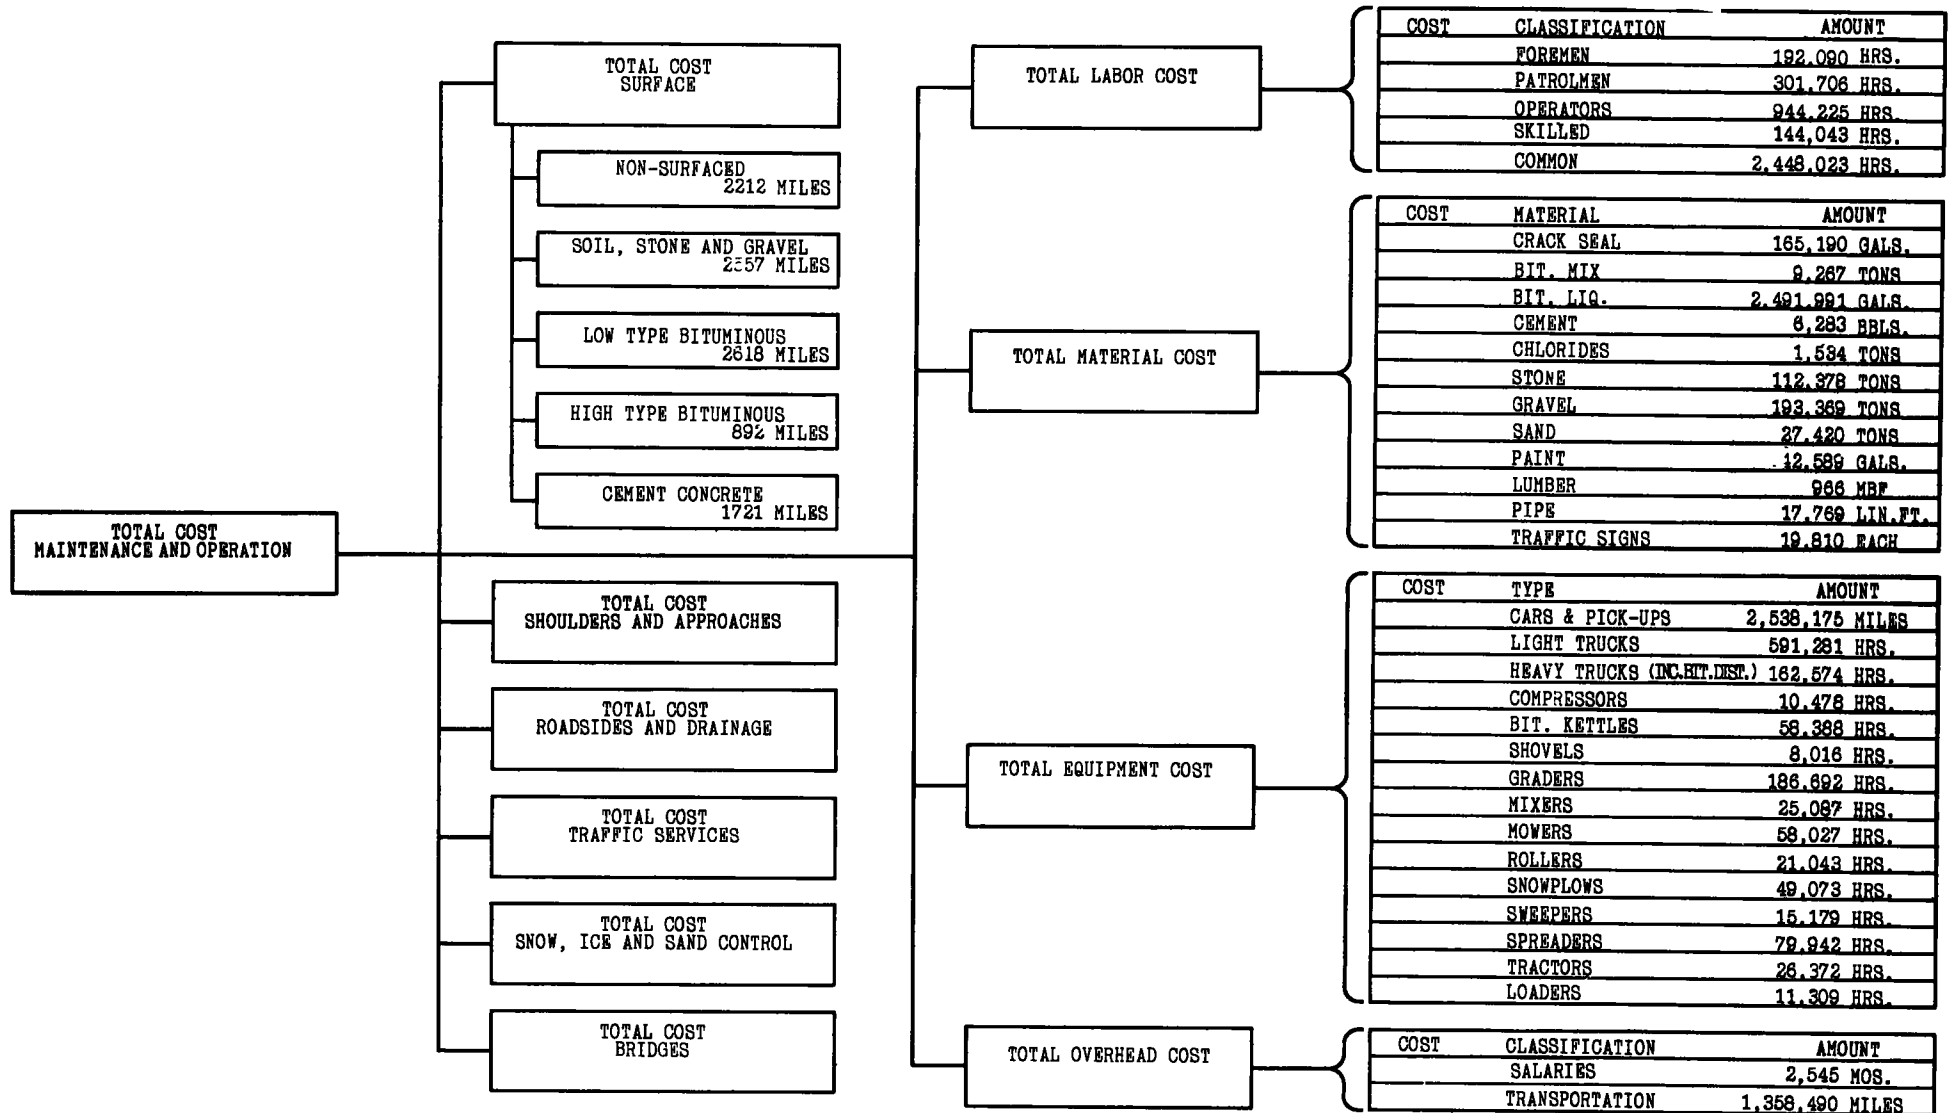 TOTAL COST
MAINTENANCE AND OPERATION
TOTAL COST
SURFACE
NON-SURFACED
2212 MILES
SOIL, STONE AND GRAVEL
MILES
LOW TYPE BITUMINOUS
2618 MILES
HIGH TYPE BITUMINOUS
892 MILES
CEMENT CONCRETE
1721 MILES
TOTAL COST
SHOULDERS AND APPROACHES
TOTAL COST
ROADSIDES AND DRAINAGE
TOTAL COST
TRAFFIC SERVICES
TOTAL COST
SNOW, ICE AND SAND CONTROL
TOTAL COST
BRIDGES
TOTAL LABOR COST
COST CLASSIFICATION AMOUNT
FOREMEN 192,090 HRS.
PATROLMEN 301,706 HRS.
OPERATORS 944,225 HRS.
SKILLED 144,043 HRS.
COMMON 2,448,023 HRS.
TOTAL MATERIAL COST
COST MATERIAL AMOUNT
CRACK SEAL 165,190 GALS.
BIT. MIX 9,267 TONS
BIT. LIQ. 2,491,991 GALS.
CEMENT 6,283 BBLS.
CHLORIDES 1,534 TONS
STONE 112,378 TONS
GRAVEL 193,369 TONS
SAND 27,420 TONS
PAINT 12,589 GALS.
LUMBER 966 MBF
PIPE 17,769 LIN.FT.
TRAFFIC SIGNS 19,810 EACH
TOTAL EQUIPMENT COST
COST TYPE AMOUNT
CARS & PICK-UPS 2,538,175 MILES
LIGHT TRUCKS 591,281 HRS.
HEAVY TRUCKS (INC.BIT.DIST.) 162,574 HRS.
COMPRESSORS 10,478 HRS.
BIT. KETTLES 58,388 HRS.
SHOVELS 8,016 HRS.
GRADERS 186,692 HRS.
MIXERS 25,087 HRS.
MOWERS 58,027 HRS.
ROLLERS 21,043 HRS.
SNOWPLOWS 49,073 HRS.
SWEEPERS 15,179 HRS.
SPREADERS 79,942 HRS.
TRACTORS 26,372 HRS.
LOADERS 11,309 HRS.
TOTAL OVERHEAD COST
COST CLASSIFICATION AMOUNT
SALARIES 2,545 MOS.
TRANSPORTATION 1,358,490 MILES